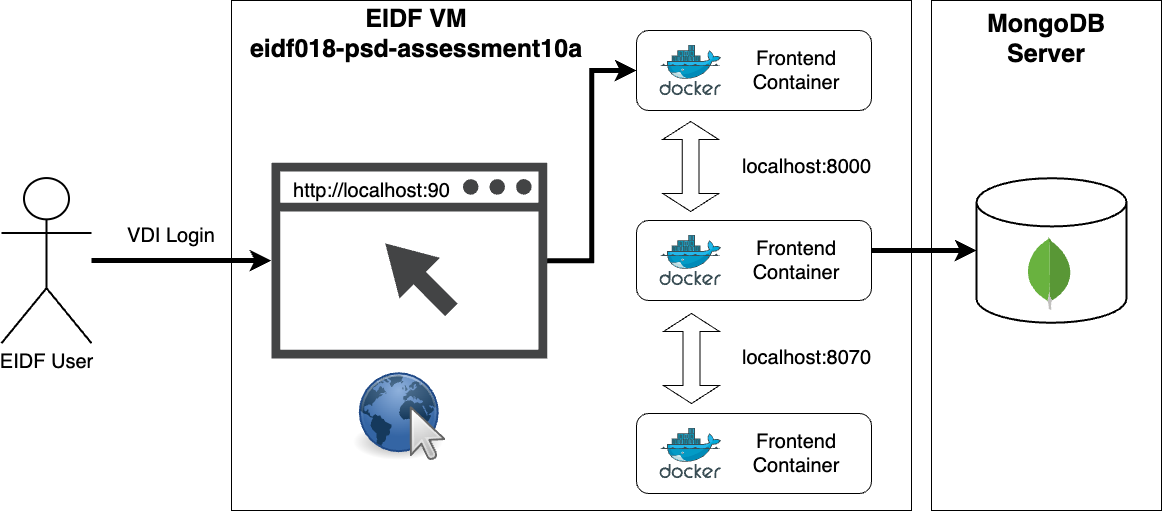 EIDF VM
eidf018-psd-assessment10a
MongoDB
Server
docker
Frontend
Container
http://localhost:90
localhost:8000
VDI Login
docker
Frontend
Container
EIDF User
localhost:8070
docker
Frontend
Container